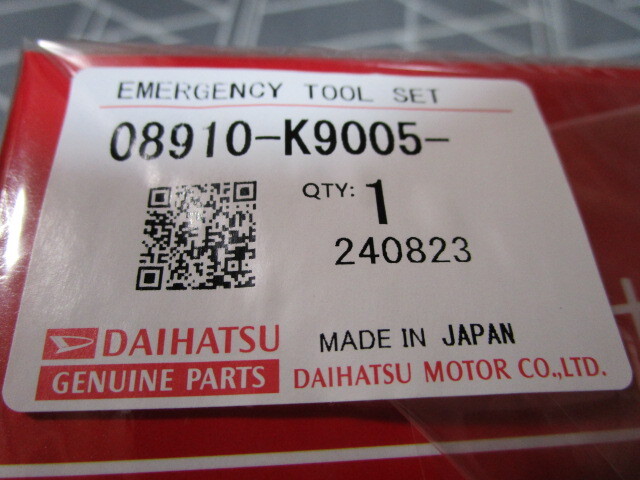 EMERGENCY TOOL SET
08910-K9005-
QTY: 1
240823
DAIHATSU
MADE IN JAPAN
GENUINE PARTS
DAIHATSU MOTOR CO.,LTD.